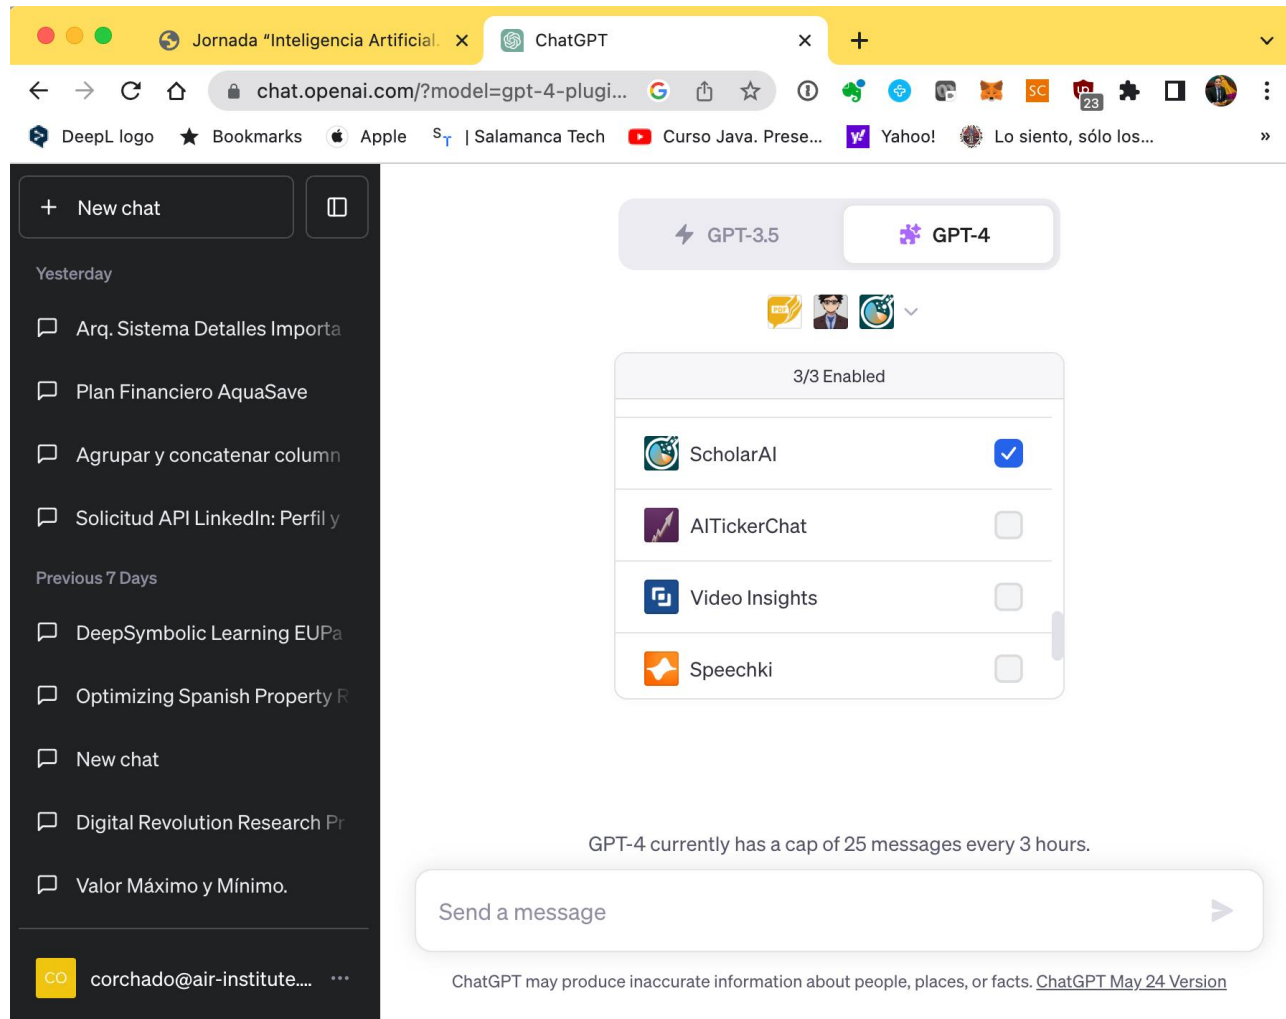 Jornada "Inteligencia Artificial.
ChatGPT
chat.openai.com/?model=gpt-4-plugi...
SC
23
DeepL logo
Bookmarks
Apple
| Salamanca Tech
Curso Java. Prese...
Yahoo!
Lo siento, sólo los...
»
+ New chat
GPT-3.5
GPT-4
PDF
Yesterday
Arq. Sistema Detalles Importa
Plan Financiero AquaSave
Agrupar y concatenar column
Solicitud API LinkedIn: Perfil y
Previous 7 Days
DeepSymbolic Learning EUPa
Optimizing Spanish Property R
New chat
Digital Revolution Research Pr
Valor Máximo y Mínimo.
CO
corchado@air-institute....
3/3 Enabled
ScholarAI
AITickerChat
Video Insights
Speechki
GPT-4 currently has a cap of 25 messages every 3 hours.
Send a message
ChatGPT may produce inaccurate information about people, places, or facts. ChatGPT May 24 Version